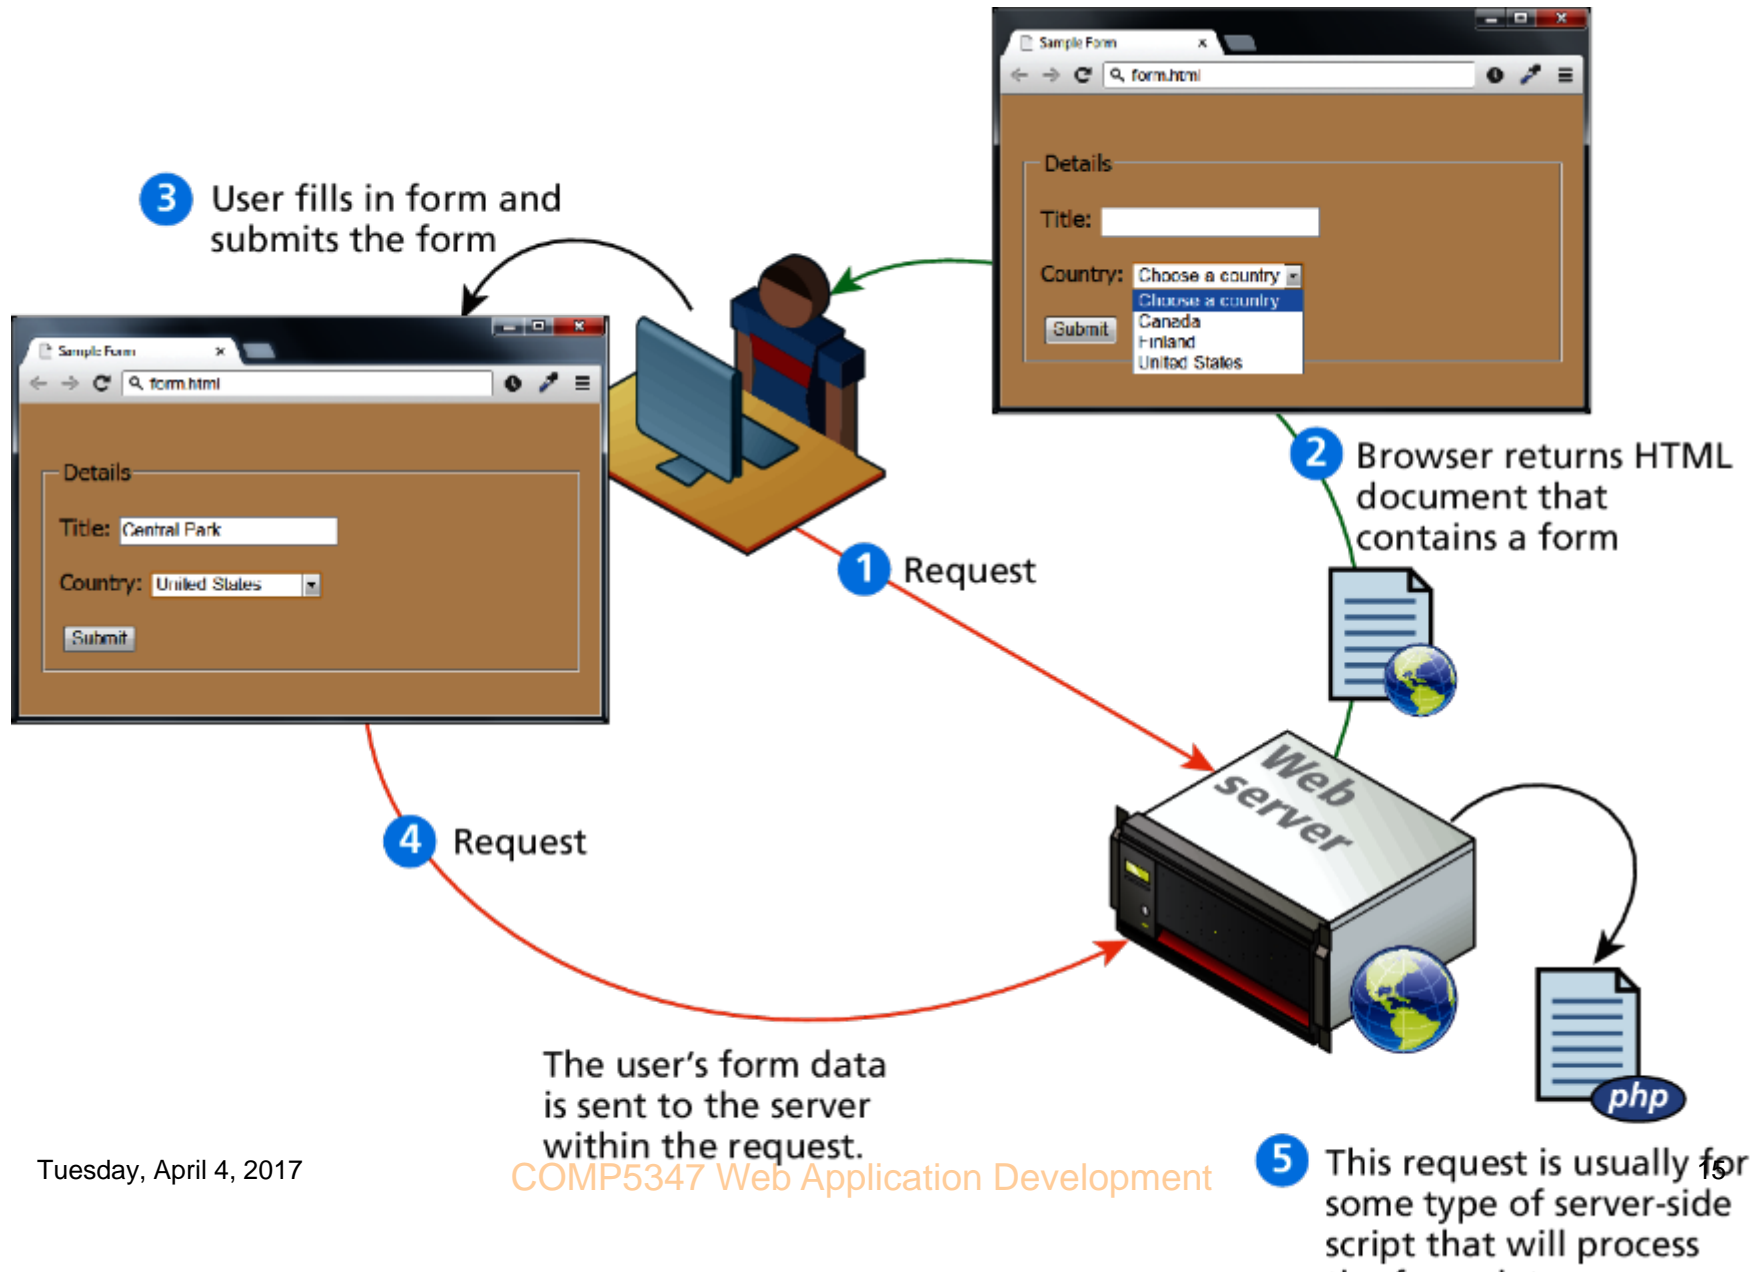 Sample Form
form.html
Details
Title:
Country: Choose a country
Choose a country
Canada
Finland
United States
Submit
3 User fills in form and
submits the form
Sample Form
form.html
Details
Title: Central Park
Country: United States
Submit
2 Browser returns HTML
document that
contains a form
1 Request
Web
server
4 Request
php
The user's form data
is sent to the server
within the request.
5 This request is usually for
some type of server-side
script that will process
Tuesday, April 4, 2017
COMP5347 Web Application Development
15